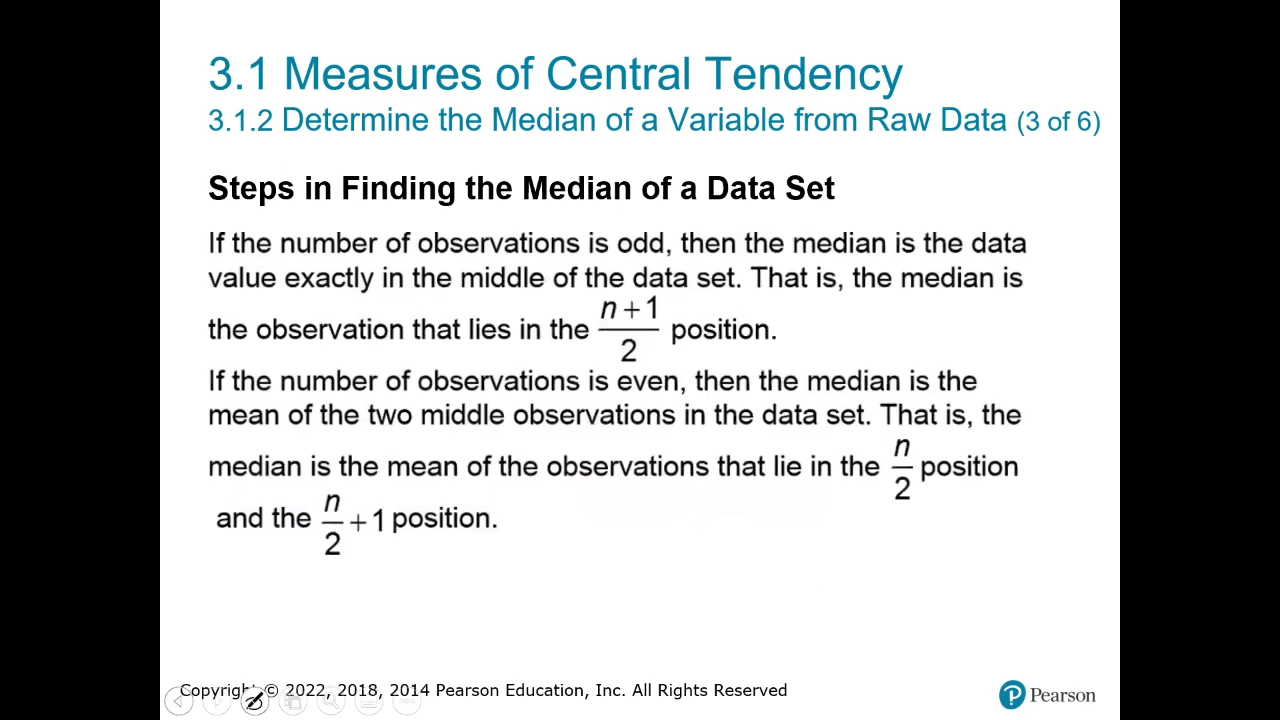 3.1 Measures of Central Tendency
3.1.2 Determine the Median of a Variable from Raw Data (3 of 6)
Steps in Finding the Median of a Data Set
If the number of observations is odd, then the median is the data
value exactly in the middle of the data set. That is, the median is
the observation that lies in the n+1/2 position.
If the number of observations is even, then the median is the
mean of the two middle observations in the data set. That is, the
median is the mean of the observations that lie in the n/2 position
and the n/2 + 1 position.
Copyright © 2022, 2018, 2014 Pearson Education, Inc. All Rights Reserved
P Pearson